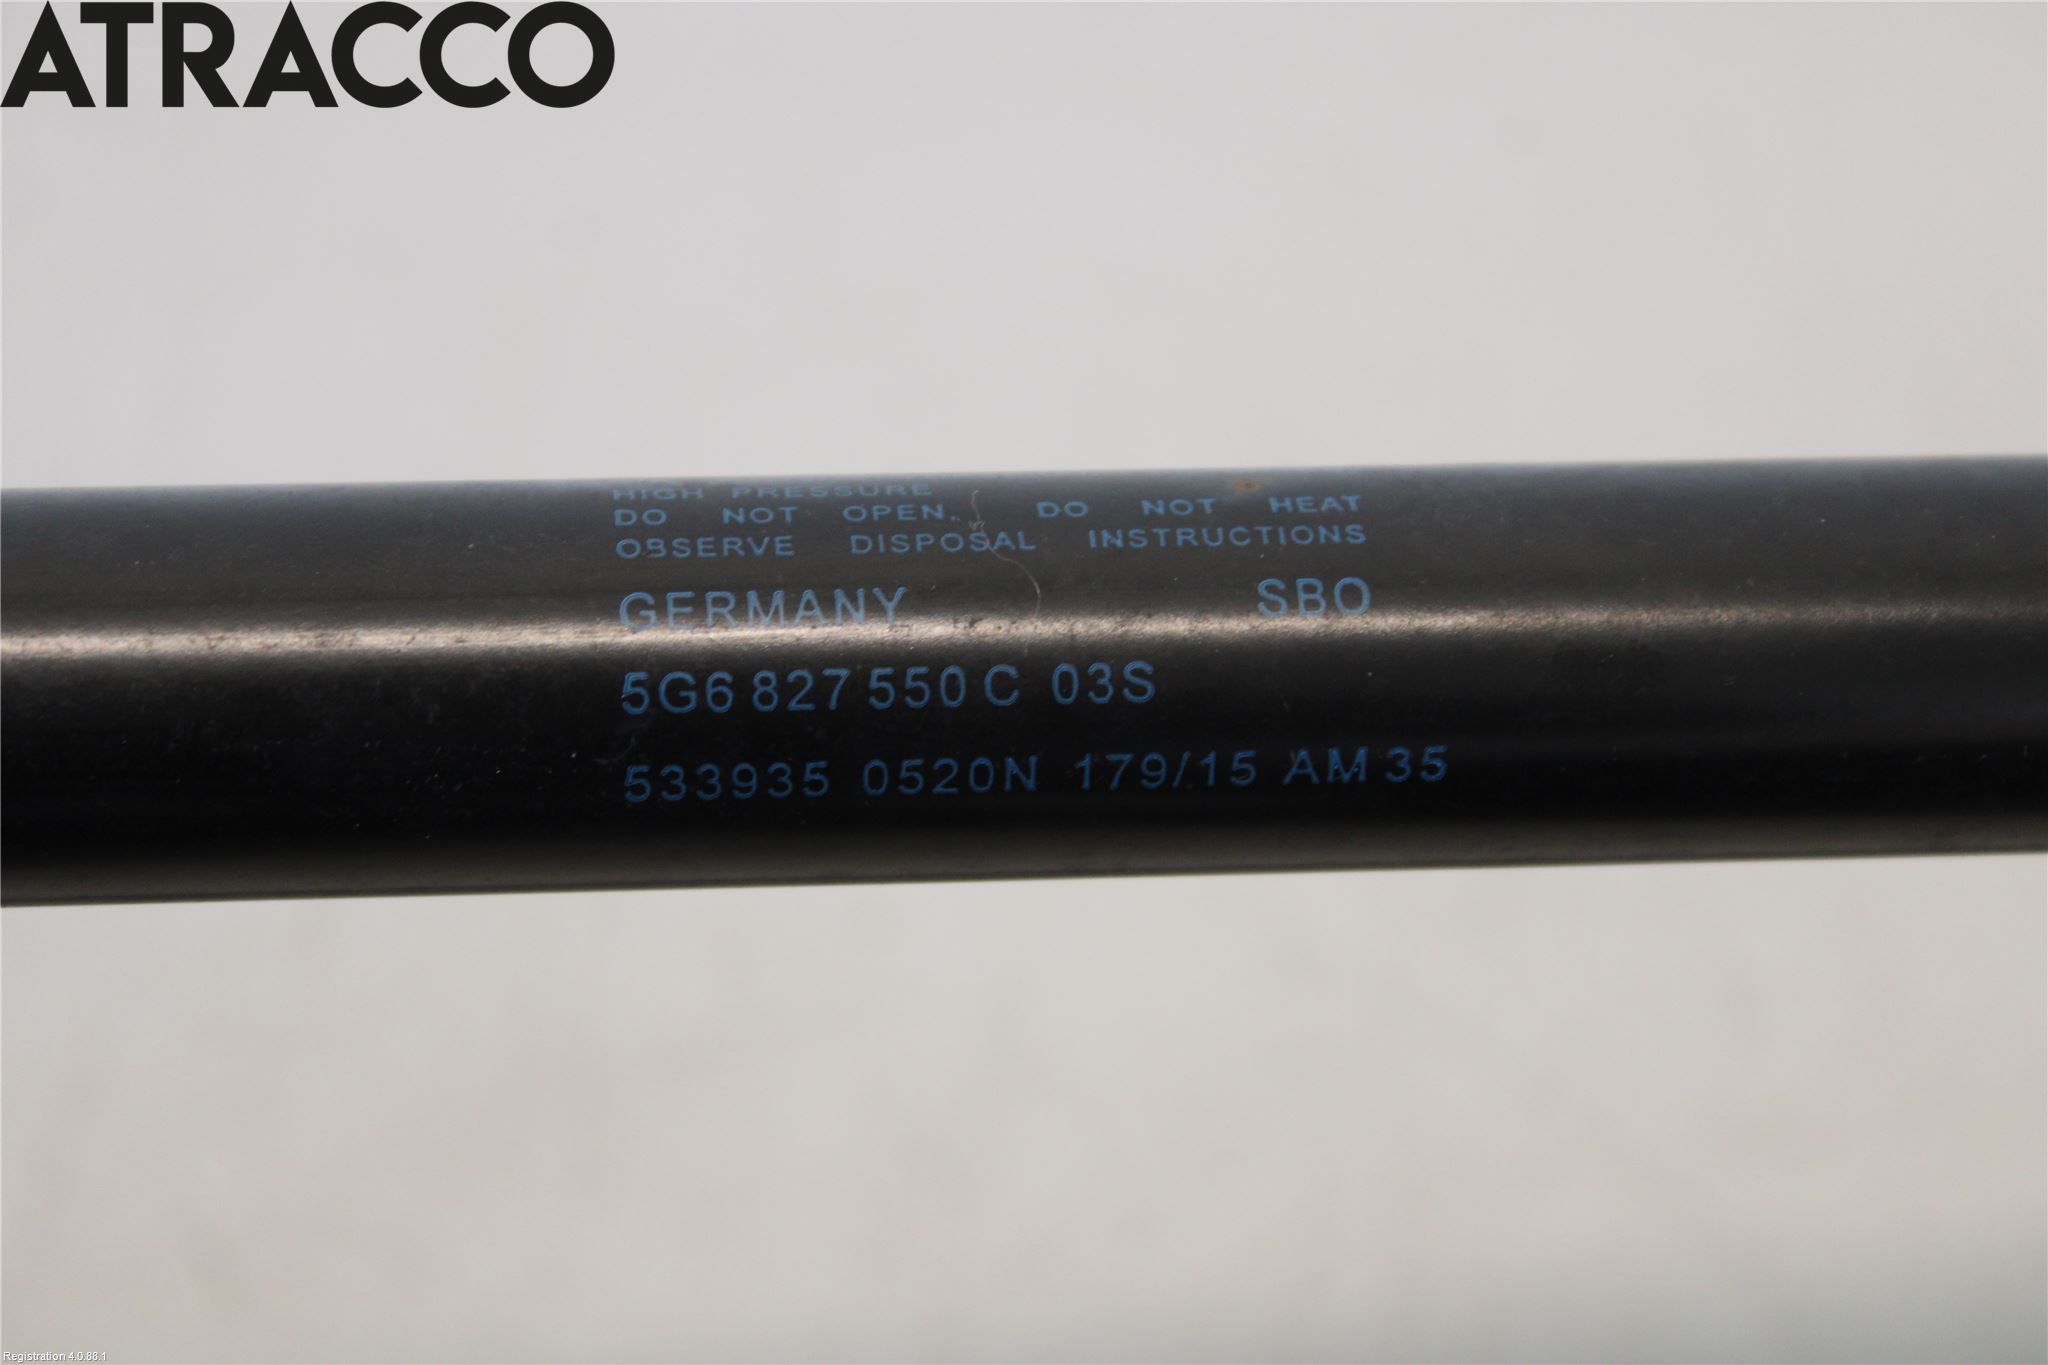 ATRACCO
HIGH PRESSURE
DO NOT OPEN. DO NOT HEAT
OBSERVE DISPOSAL INSTRUCTIONS
GERMANY SBO
5G6 827 550 C 03S
533935 0520N 179/15 AM 35
Registration 4.0.88.1